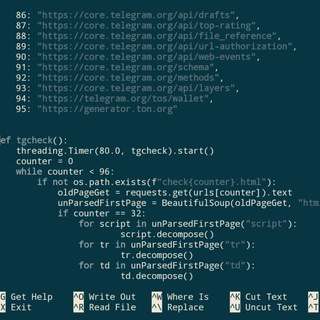 86: "https://core.telegram.org/api/drafts",
87: "https://core.telegram.org/api/top-rating",
88: "https://core.telegram.org/api/file_reference",
89: "https://core.telegram.org/api/url-authorization",
90: "https://core.telegram.org/api/web-events",
91: "https://core.telegram.org/schema",
92: "https://core.telegram.org/methods",
93: "https://core.telegram.org/api/layers",
94: "https://telegram.org/tos/wallet",
95: "https://generator.ton.org"
ef tgcheck():
threading.Timer(80.0, tgcheck).start()
counter = 0
while counter < 96:
if not os.path.exists(f"check{counter}.html"):
oldPageGet = requests.get(urls[counter]).text
unParsedFirstPage = BeautifulSoup(oldPageGet, "htm
if counter == 32:
for script in unParsedFirstPage("script"):
script.decompose()
for tr in unParsedFirstPage("tr"):
tr.decompose()
for td in unParsedFirstPage("td"):
td.decompose()
G Get Help ^O Write Out ^W Where Is ^K Cut Text ^J
X Exit ^R Read File ^\ Replace ^U Uncut Text ^T